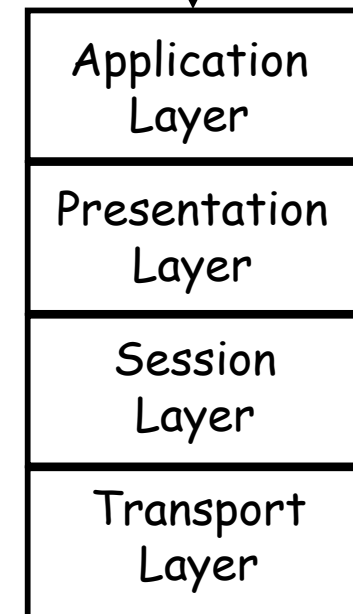 Application
Layer
Presentation
Layer
Session
Layer
Transport
Layer